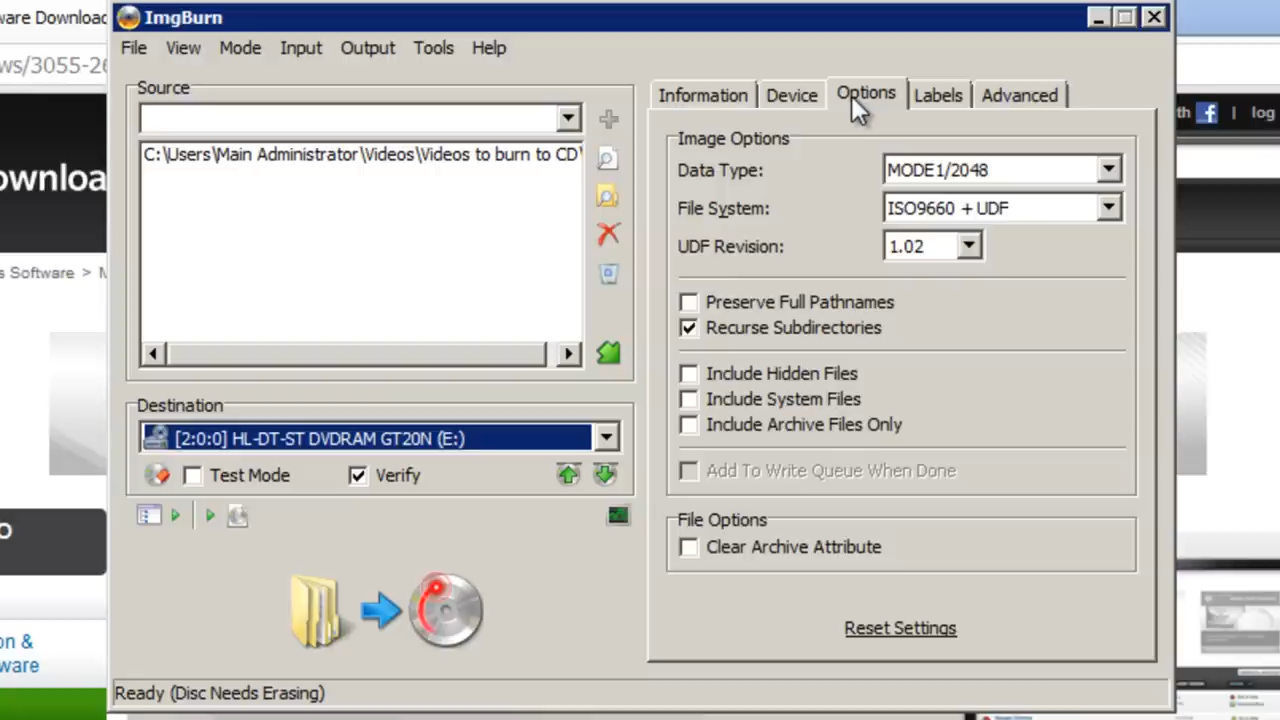 ware Download
ws/3055-26
ownloa
s Software > M
O
on &
ware
ImgBurn
File View Mode Input Output Tools Help
Source
C:\Users\Main Administrator\Videos\Videos to burn to CD\
Destination
[2:0:0] HL-DT-ST DVDRAM GT20N (E:)
Test Mode Verify
Ready (Disc Needs Erasing)
Information Device Options Labels Advanced
Image Options
Data Type: MODE1/2048
File System: ISO9660 + UDF
UDF Revision: 1.02
Preserve Full Pathnames
Recurse Subdirectories
Include Hidden Files
Include System Files
Include Archive Files Only
Add To Write Queue When Done
File Options
Clear Archive Attribute
Reset Settings
th f | log